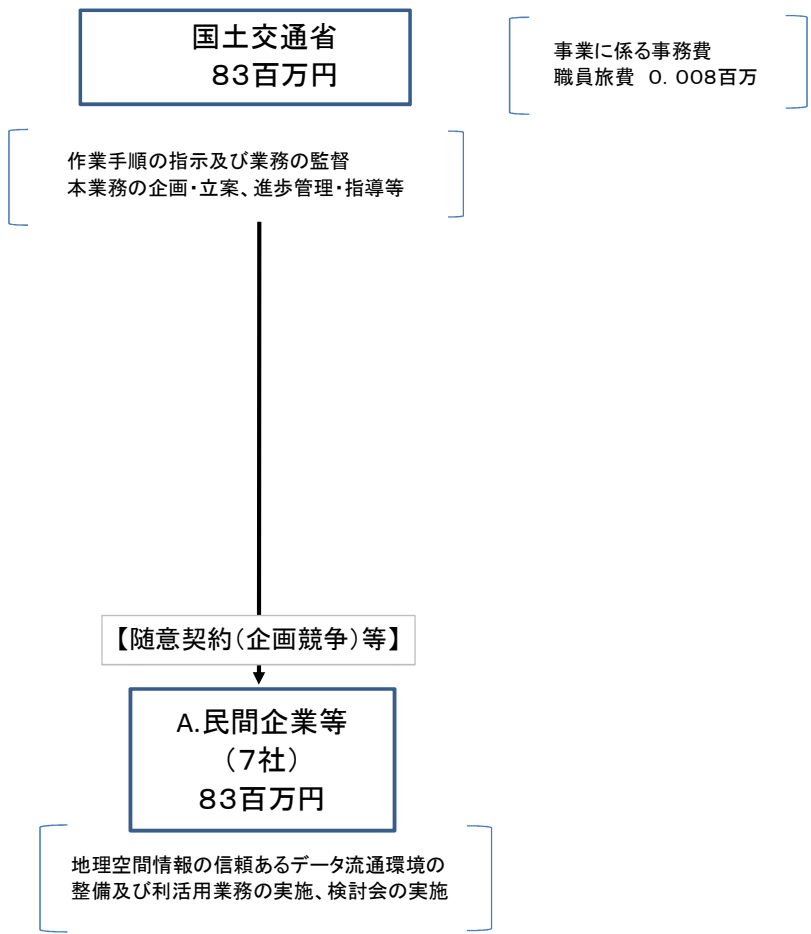 国土交通省
83百万円
事業に係る事務費
職員旅費 0．008百万
作業手順の指示及び業務の監督
本業務の企画・立案、進歩管理・指導等
【随意契約（企画競争）等】
A.民間企業等
（7社）
83百万円
地理空間情報の信頼あるデータ流通環境の
整備及び利活用業務の実施、検討会の実施